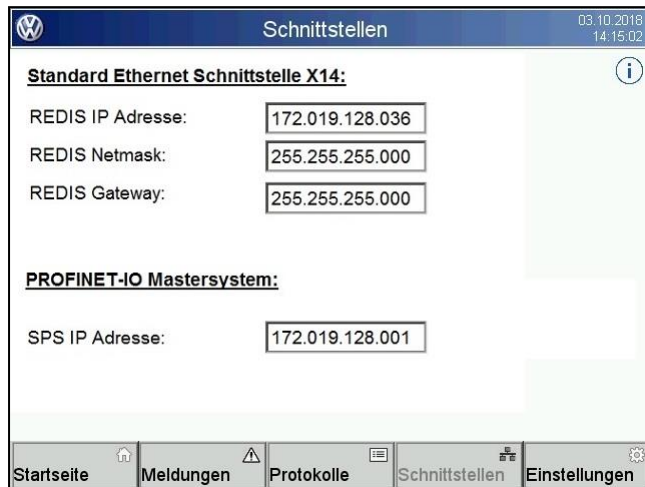 Schnittstellen
03.10.2018
14:15:02
Standard Ethernet Schnittstelle X14:
REDIS IP Adresse: 172.019.128.036
REDIS Netmask: 255.255.255.000
REDIS Gateway: 255.255.255.000
PROFINET-IO Mastersystem:
SPS IP Adresse: 172.019.128.001
Startseite Meldungen Protokolle Schnittstellen Einstellungen